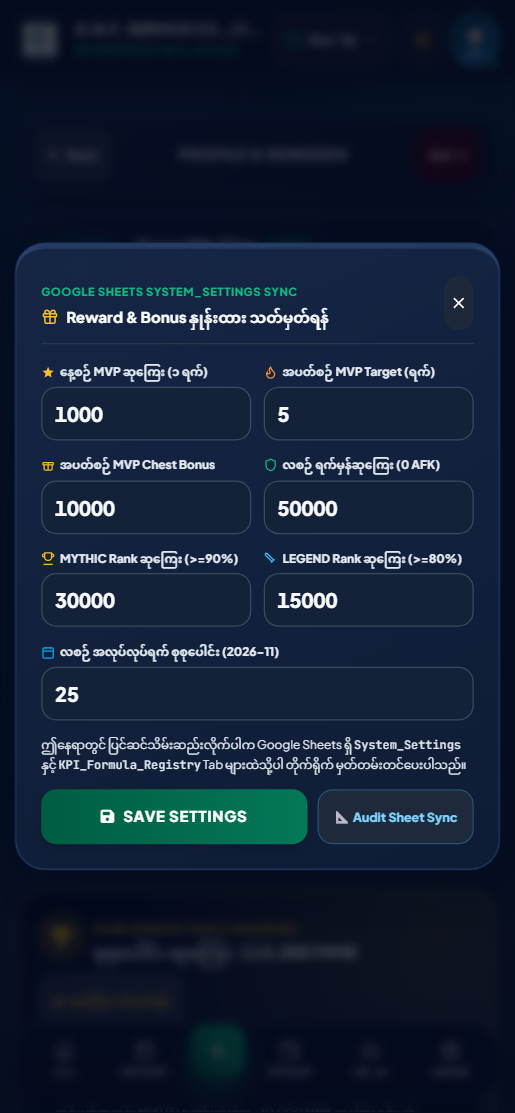 GOOGLE SHEETS SYSTEM_SETTINGS SYNC
Reward & Bonus နှုန်းထား သတ်မှတ်ရန်
နေ့စဉ် MVP ဆုကြေး (၁ ရက်)
အပတ်စဉ် MVP Target (ရက်)
1000
5
အပတ်စဉ် MVP Chest Bonus
လစဉ် ရက်မှန်ဆုကြေး (0 AFK)
10000
50000
MYTHIC Rank ဆုကြေး (>=90%)
LEGEND Rank ဆုကြေး (>=80%)
30000
15000
လစဉ် အလုပ်လုပ်ရက် စုစုပေါင်း (2026-11)
25
ဤနေရာတွင် ပြင်ဆင်သိမ်းဆည်းလိုက်ပါက Google Sheets ရှိ System_Settings
နှင့် KPI_Formula_Registry Tab များထဲသို့ပါ တိုက်ရိုက် မှတ်တမ်းတင်ပေးပါသည်။
SAVE SETTINGS
Audit Sheet Sync